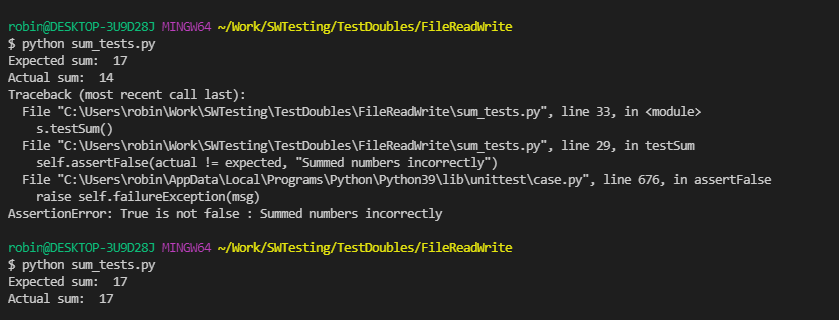 robin@DESKTOP-3U9D28J MINGW64 ~/Work/SWTesting/TestDoubles/FileReadWrite
$ python sum_tests.py
Expected sum:  17
Actual sum:  14
Traceback (most recent call last):
  File "C:\Users\robin\Work\SWTesting\TestDoubles\FileReadWrite\sum_tests.py", line 33, in <module>
    s.testSum()
  File "C:\Users\robin\Work\SWTesting\TestDoubles\FileReadWrite\sum_tests.py", line 29, in testSum
    self.assertFalse(actual != expected, "Summed numbers incorrectly")
  File "C:\Users\robin\AppData\Local\Programs\Python\Python39\lib\unittest\case.py", line 676, in assertFalse
    raise self.failureException(msg)
AssertionError: True is not false : Summed numbers incorrectly
robin@DESKTOP-3U9D28J MINGW64 ~/Work/SWTesting/TestDoubles/FileReadWrite
$ python sum_tests.py
Expected sum:  17
Actual sum:  17